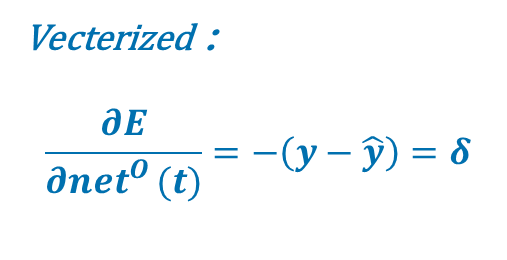 Vecterized :
∂E
∂net^O (t) = −(y − ŷ) = δ